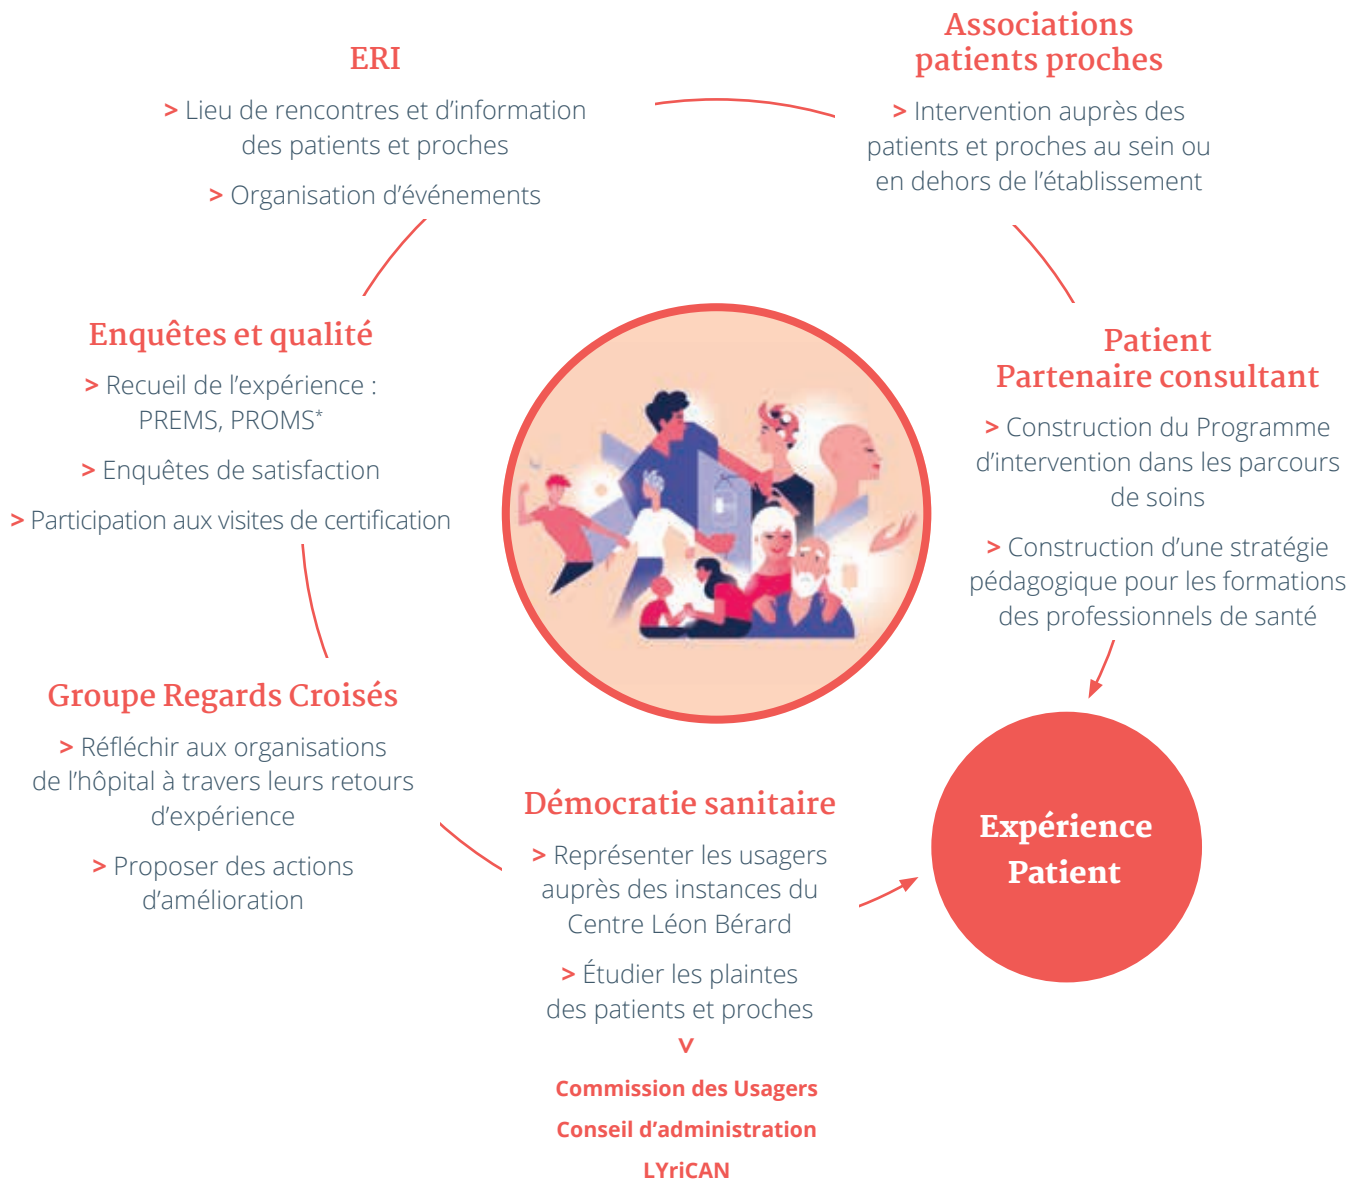 ERI
> Lieu de rencontres et d’information
des patients et proches
> Organisation d’événements
Associations
patients proches
> Intervention auprès des
patients et proches au sein ou
en dehors de l’établissement
Enquêtes et qualité
> Recueil de l’expérience :
PREMS, PROMS*
> Enquêtes de satisfaction
> Participation aux visites de certification
Patient
Partenaire consultant
> Construction du Programme
d’intervention dans les parcours
de soins
> Construction d’une stratégie
pédagogique pour les formations
des professionnels de santé
Groupe Regards Croisés
> Réfléchir aux organisations
de l’hôpital à travers leurs retours
d’expérience
> Proposer des actions
d’amélioration
Démocratie sanitaire
> Représenter les usagers
auprès des instances du
Centre Léon Bérard
> Étudier les plaintes
des patients et proches
>
Commission des Usagers
Conseil d’administration
LYriCAN
Expérience
Patient